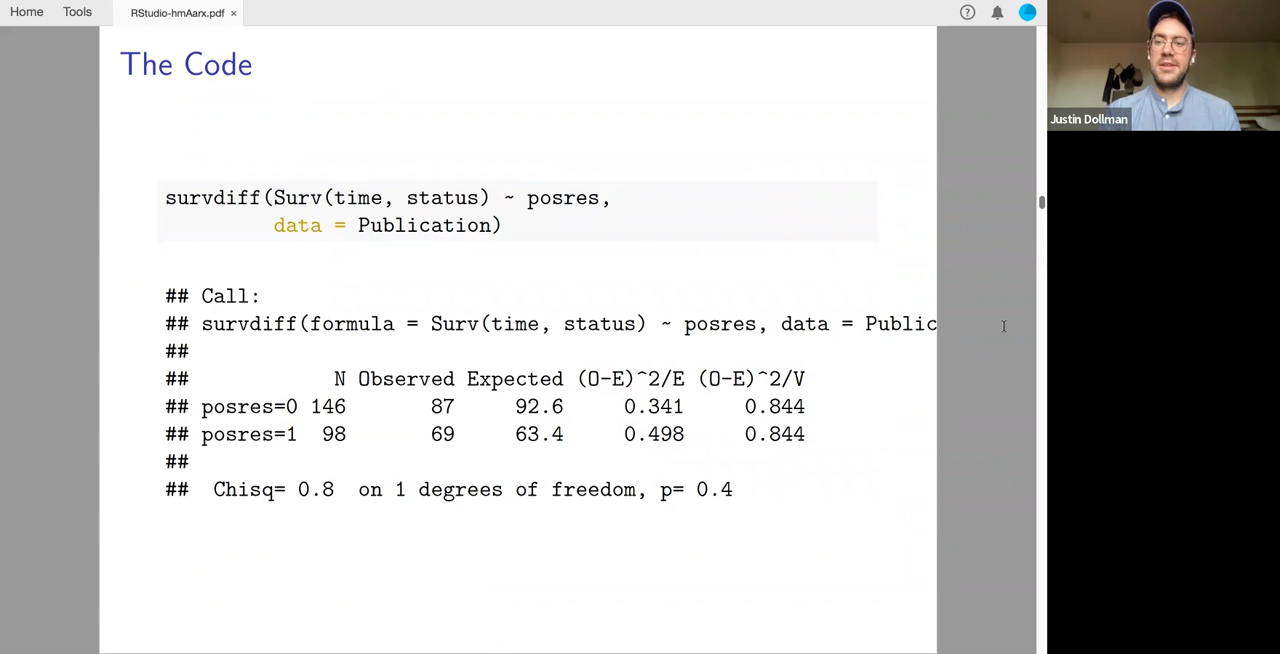 Home Tools RStudio-hmAarx.pdf ×
The Code
survdiff(Surv(time, status) ~ posres,
data = Publication)
## Call:
## survdiff(formula = Surv(time, status) ~ posres, data = Public
##
## N Observed Expected (O-E)^2/E (O-E)^2/V
## posres=0 146 87 92.6 0.341 0.844
## posres=1 98 69 63.4 0.498 0.844
##
## Chisq= 0.8 on 1 degrees of freedom, p= 0.4
Justin Dollman